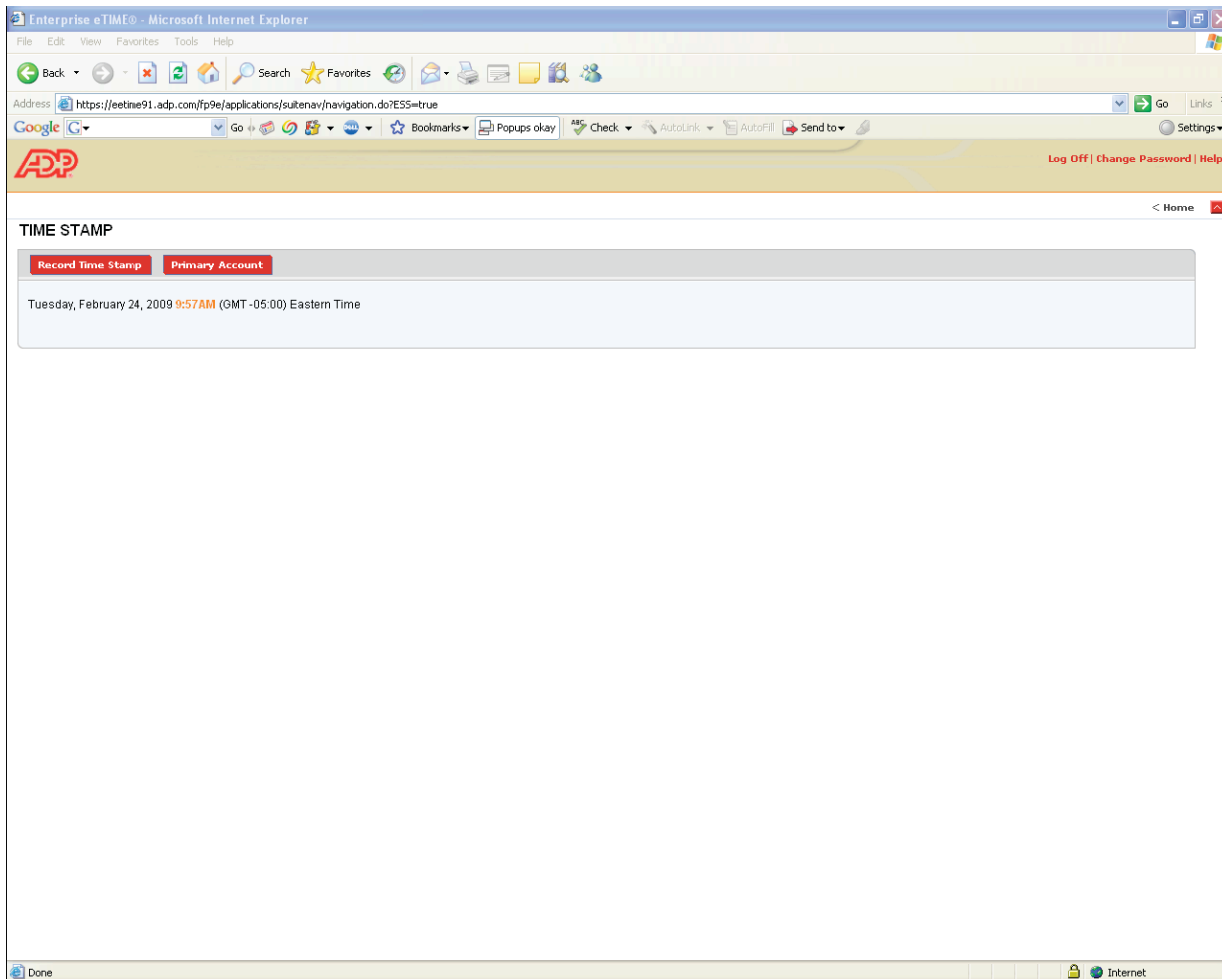 Enterprise eTIME® - Microsoft Internet Explorer
File Edit View Favorites Tools Help
Back Search Favorites
Address https://eetime91.adp.com/fp9e/applications/suitenav/navigation.do?ESS=true Go Links
Google G Go Bookmarks Popups okay ABC Check AutoLink AutoFill Send to Settings
ADP Log Off | Change Password | Help
< Home
TIME STAMP
Record Time Stamp Primary Account
Tuesday, February 24, 2009 9:57AM (GMT -05:00) Eastern Time
Done Internet